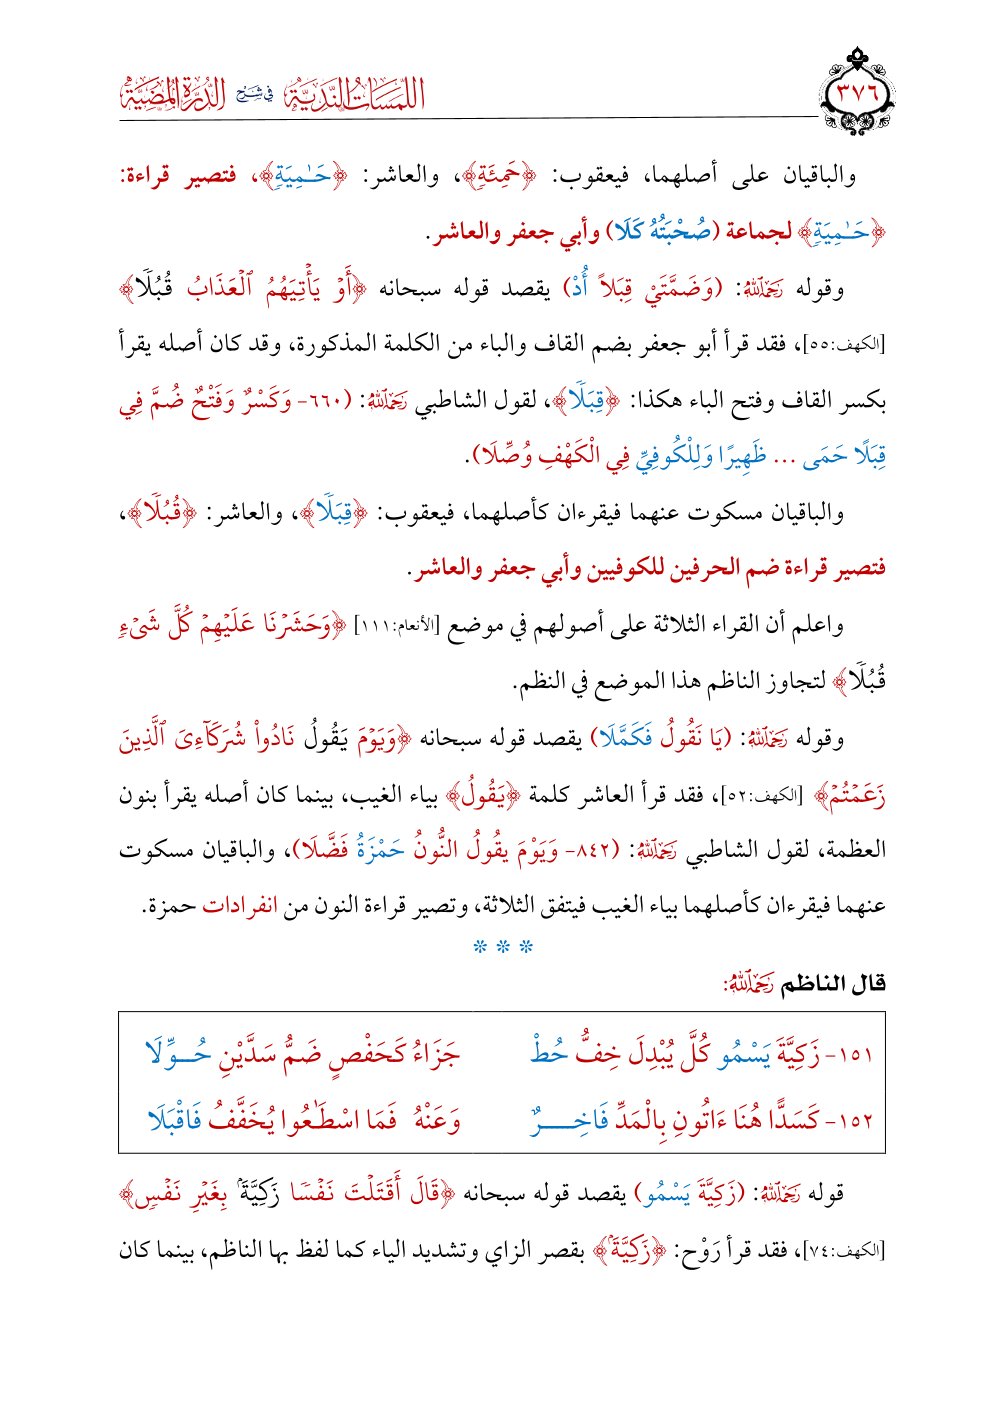 ٣٧٦
اللمسات الندية في شرح الدرة المضية
والباقيان على أصلهما، فيعقوب: ﴿حَمِئَةٖ﴾، والعاشر: ﴿حَـٰمِيَةٖ﴾، فتصير قراءة:
﴿حَـٰمِيَةٖ﴾ لجماعة (صُحْبَتُهُ كَلَا) وأبي جعفر والعاشر.
وقوله رَحِمَهُ ٱللَّهُ: (وَضَمَّتَيْ قِبَلاً أُذْ) يقصد قوله سبحانه ﴿أَوۡ يَأۡتِيَهُمُ ٱلۡعَذَابُ قُبُلٗا﴾
[الكهف:٥٥]، فقد قرأ أبو جعفر بضم القاف والباء من الكلمة المذكورة، وقد كان أصله يقرأ
بكسر القاف وفتح الباء هكذا: ﴿قِبَلٗا﴾، لقول الشاطبي رَحِمَهُ ٱللَّهُ: (٦٦٠- وَكَسْرٌ وَفَتْحٌ ضُمَّ فِي
قِبَلًا حَمَى ... ظَهِيرًا وَلِلْكُوفِيِّ فِي الْكَهْفِ وُصِّلَا).
والباقيان مسكوت عنهما فيقرءان كأصلهما، فيعقوب: ﴿قِبَلٗا﴾، والعاشر: ﴿قُبُلٗا﴾،
فتصير قراءة ضم الحرفين للكوفيين وأبي جعفر والعاشر.
واعلم أن القراء الثلاثة على أصولهم في موضع [الأنعام:١١١] ﴿وَحَشَرۡنَا عَلَيۡهِمۡ كُلَّ شَيۡءٖ
قُبُلٗا﴾ لتجاوز الناظم هذا الموضع في النظم.
وقوله رَحِمَهُ ٱللَّهُ: (يَا نَقُولُ فَكَمَّلَا) يقصد قوله سبحانه ﴿وَيَوۡمَ يَقُولُ نَادُواْ شُرَكَآءِيَ ٱلَّذِينَ
زَعَمۡتُمۡ﴾ [الكهف:٥٢]، فقد قرأ العاشر كلمة ﴿يَقُولُ﴾ بياء الغيب، بينما كان أصله يقرأ بنون
العظمة، لقول الشاطبي رَحِمَهُ ٱللَّهُ: (٨٤٢- وَيَوْمَ يقُولُ النُّونُ حَمْزَةُ فَضَّلَا)، والباقيان مسكوت
عنهما فيقرءان كأصلهما بياء الغيب فيتفق الثلاثة، وتصير قراءة النون من انفرادات حمزة.
* * *
قال الناظم رَحِمَهُ ٱللَّهُ:
١٥١- زَكِيَّةَ يَسْمُو كُلَّ يُبْدِلَ خِفُّ حُطْ جَزَاءُ كَحَفْصٍ ضَمُّ سَدَّيْنِ حُـوِّلَا
١٥٢- كَسَدًّا هُنَا ءَاتُونِ بِالْمَدِّ فَاخِـرٌ وَعَنْهُ فَمَا اسْطَـٰعُوا يُخَفَّفُ فَاقْبَلَا
قوله رَحِمَهُ ٱللَّهُ: (زَكِيَّةَ يَسْمُو) يقصد قوله سبحانه ﴿قَالَ أَقَتَلۡتَ نَفۡسٗا زَكِيَّةَۢ بِغَيۡرِ نَفۡسٖ﴾
[الكهف:٧٤]، فقد قرأ رَوْح: ﴿زَكِيَّةَۢ﴾ بقصر الزاي وتشديد الياء كما لفظ بها الناظم، بينما كان